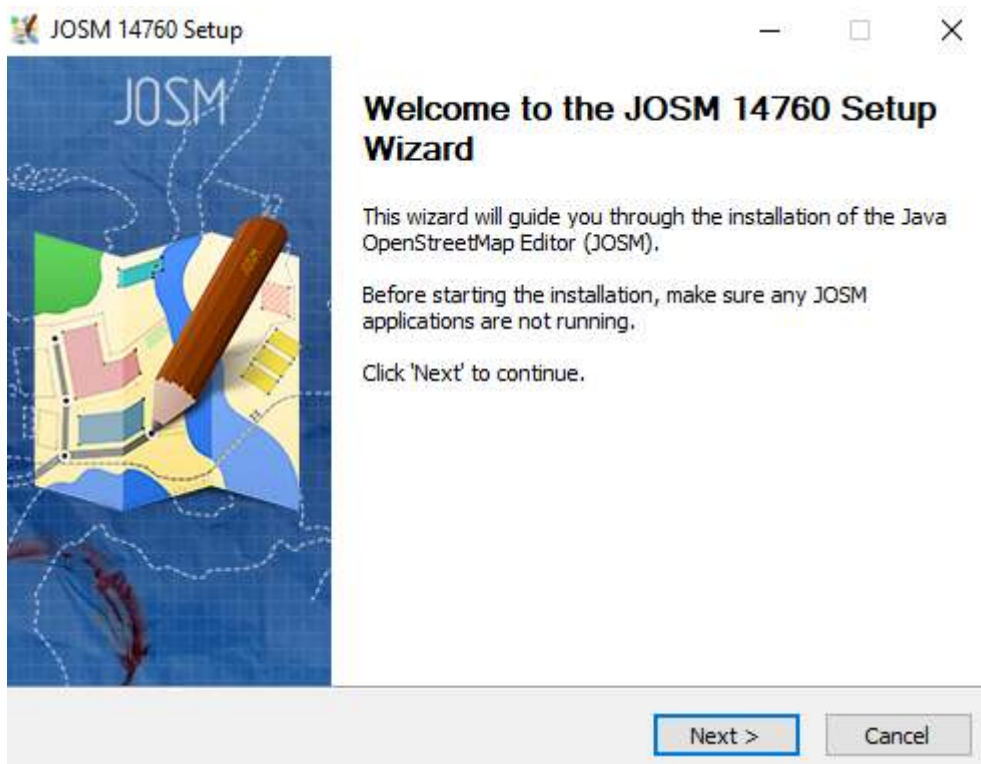 JOSM 14760 Setup
JOSM
Welcome to the JOSM 14760 Setup
Wizard
This wizard will guide you through the installation of the Java
OpenStreetMap Editor (JOSM).
Before starting the installation, make sure any JOSM
applications are not running.
Click 'Next' to continue.
JOSM
Next >
Cancel